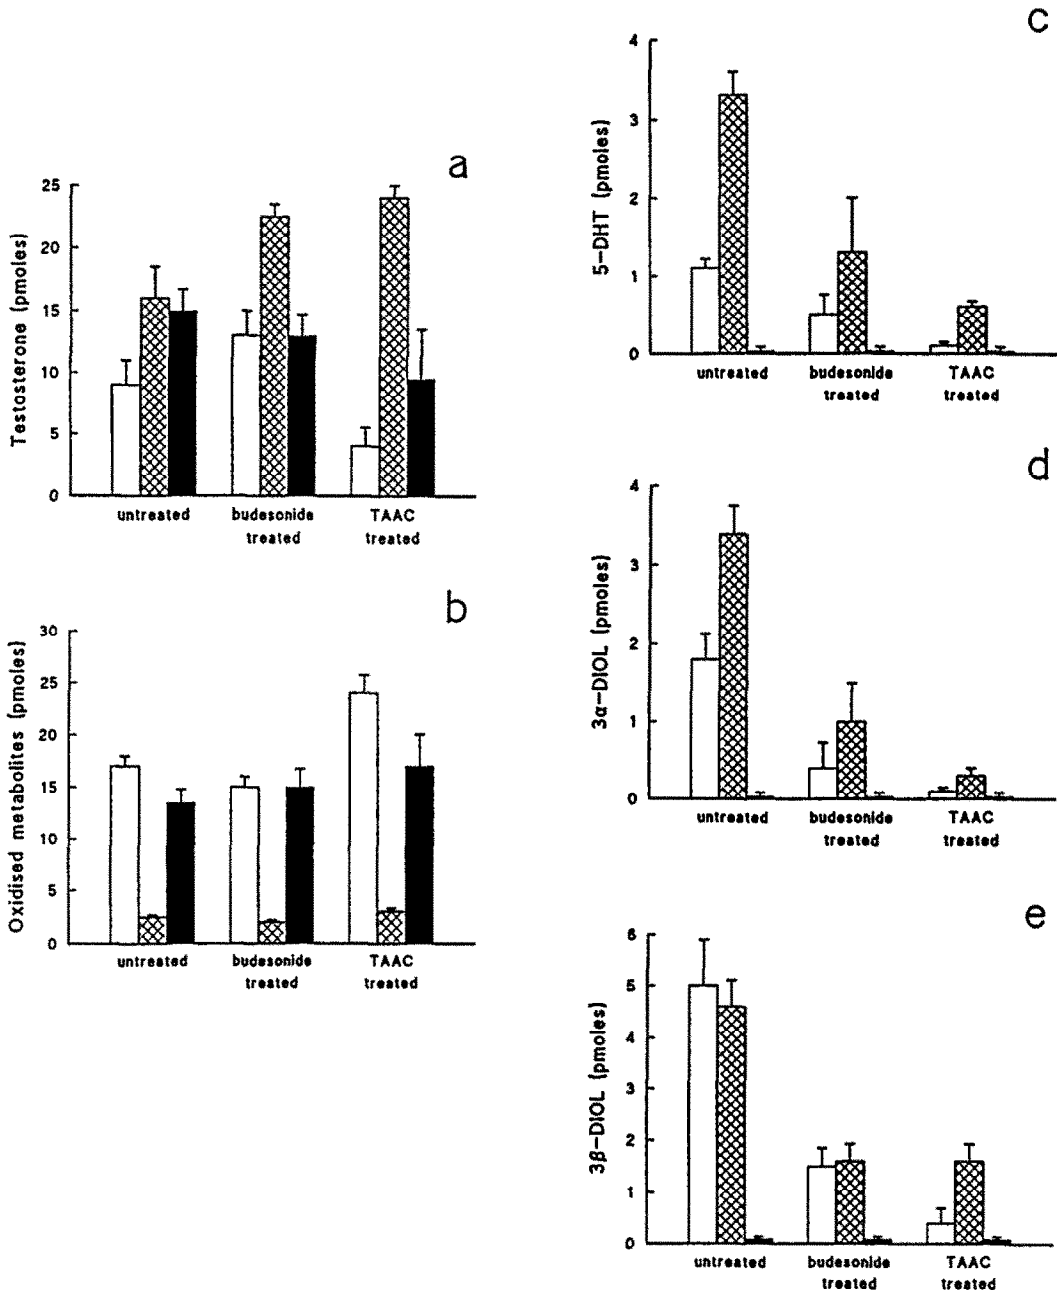 a
Testosterone (pmoles)
25
20
15
10
5
0
untreated
budesonide
treated
TAAC
treated
b
Oxidised metabolites (pmoles)
30
25
20
15
10
5
0
untreated
budesonide
treated
TAAC
treated
c
5-DHT (pmoles)
4
3
2
1
0
untreated
budesonide
treated
TAAC
treated
d
3α-DIOL (pmoles)
4
3
2
1
0
untreated
budesonide
treated
TAAC
treated
e
3β-DIOL (pmoles)
6
5
4
3
2
1
0
untreated
budesonide
treated
TAAC
treated